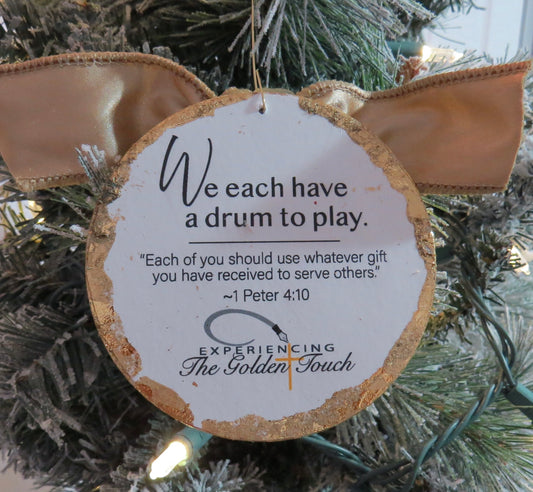 We each have
a drum to play.
"Each of you should use whatever gift
you have received to serve others."
~1 Peter 4:10
EXPERIENCING
The Golden Touch